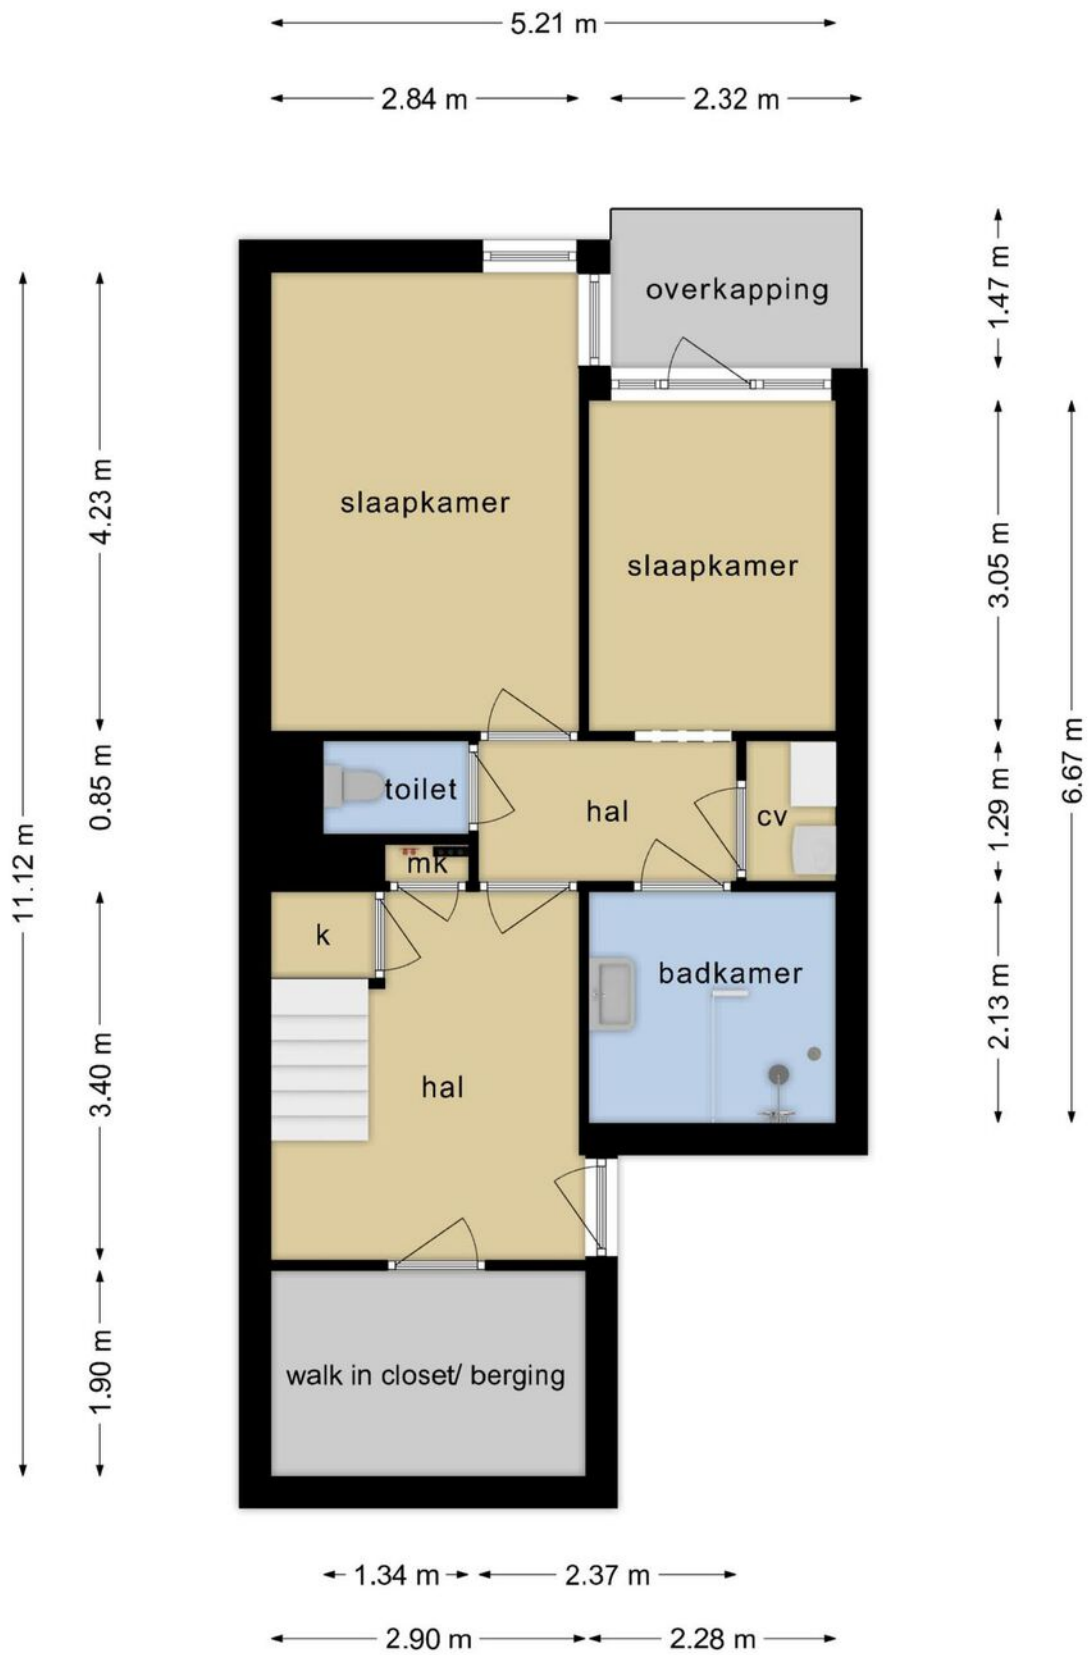 5.21 m
2.84 m
2.32 m
overkapping
1.47 m
slaapkamer
4.23 m
slaapkamer
3.05 m
6.67 m
11.12 m
0.85 m
toilet
hal
cv
1.29 m
mk
k
badkamer
2.13 m
hal
3.40 m
walk in closet/ berging
1.90 m
1.34 m
2.37 m
2.90 m
2.28 m